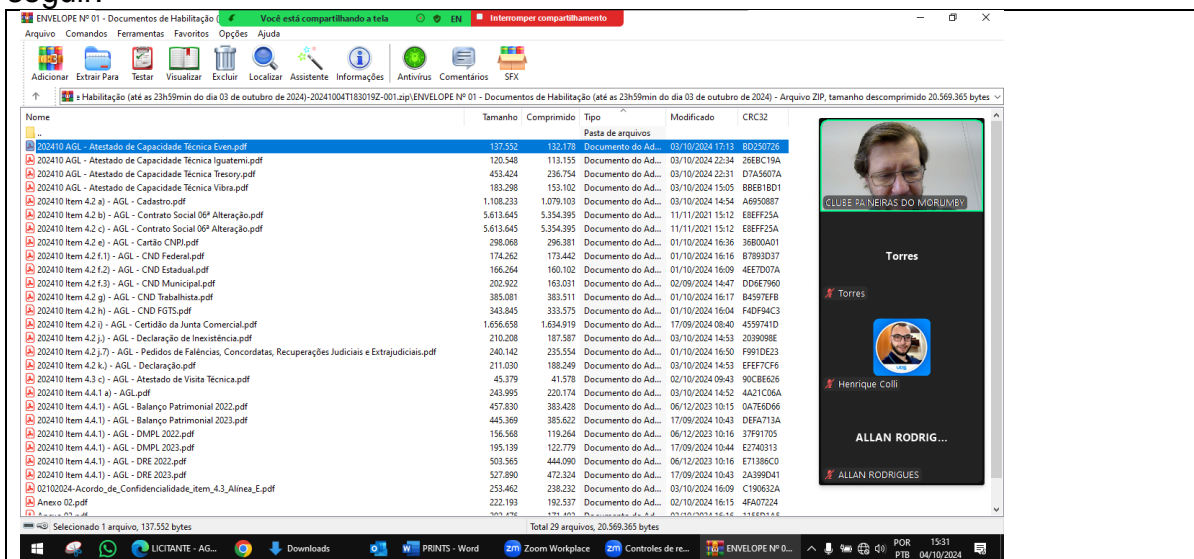 seguir:
ENVELOPE Nº 01 - Documentos de Habilitação (
Você está compartilhando a tela
EN
Interromper compartilhamento
Arquivo Comandos Ferramentas Favoritos Opções Ajuda
Adicionar Extrair Para Testar Visualizar Excluir Localizar Assistente Informações Antivírus Comentários SFX
Habilitação (até as 23h59min do dia 03 de outubro de 2024)-20241004T183019Z-001.zip\ENVELOPE Nº 01 - Documentos de Habilitação (até as 23h59min do dia 03 de outubro de 2024) - Arquivo ZIP, tamanho descomprimido 20.569.365 bytes
Nome Tamanho Comprimido Tipo Modificado CRC32
.. Pasta de arquivos
202410 AGL - Atestado de Capacidade Técnica Even.pdf 137.552 132.178 Documento do Ad... 03/10/2024 17:13 BD250726
202410 AGL - Atestado de Capacidade Técnica Iguatemi.pdf 120.548 113.155 Documento do Ad... 03/10/2024 22:34 26EBC19A
202410 AGL - Atestado de Capacidade Técnica Tresory.pdf 453.424 236.754 Documento do Ad... 03/10/2024 22:31 D7A5607A
202410 AGL - Atestado de Capacidade Técnica Vibra.pdf 183.298 153.102 Documento do Ad... 03/10/2024 15:05 BBEB1BD1
202410 Item 4.2 a) - AGL - Cadastro.pdf 1.108.233 1.079.103 Documento do Ad... 03/10/2024 14:54 A6950887
202410 Item 4.2 b) - AGL - Contrato Social 06ª Alteração.pdf 5.613.645 5.354.395 Documento do Ad... 11/11/2021 15:12 E8EFF25A
202410 Item 4.2 c) - AGL - Contrato Social 06ª Alteração.pdf 5.613.645 5.354.395 Documento do Ad... 11/11/2021 15:12 E8EFF25A
202410 Item 4.2 e) - AGL - Cartão CNPJ.pdf 298.068 296.381 Documento do Ad... 01/10/2024 16:36 36B00A01
202410 Item 4.2 f.1) - AGL - CND Federal.pdf 174.262 173.442 Documento do Ad... 01/10/2024 16:16 B7893D37
202410 Item 4.2 f.2) - AGL - CND Estadual.pdf 166.264 160.102 Documento do Ad... 01/10/2024 16:09 4EE7D07A
202410 Item 4.2 f.3) - AGL - CND Municipal.pdf 202.922 163.031 Documento do Ad... 02/09/2024 14:47 DD6E7960
202410 Item 4.2 g) - AGL - CND Trabalhista.pdf 385.081 383.511 Documento do Ad... 01/10/2024 16:17 B4597EFB
202410 Item 4.2 h) - AGL - CND FGTS.pdf 343.845 333.575 Documento do Ad... 01/10/2024 16:04 F4DF94C3
202410 Item 4.2 i) - AGL - Certidão da Junta Comercial.pdf 1.656.658 1.634.919 Documento do Ad... 17/09/2024 08:40 4559741D
202410 Item 4.2 j.) - AGL - Declaração de Inexistência.pdf 210.208 187.587 Documento do Ad... 03/10/2024 14:53 2039098E
202410 Item 4.2 j.7) - AGL - Pedidos de Falências, Concordatas, Recuperações Judiciais e Extrajudiciais.pdf 240.142 235.554 Documento do Ad... 01/10/2024 16:50 F991DE23
202410 Item 4.2 k.) - AGL - Declaração.pdf 211.030 188.249 Documento do Ad... 03/10/2024 14:53 EFEF7CF6
202410 Item 4.3 c) - AGL - Atestado de Visita Técnica.pdf 45.379 41.578 Documento do Ad... 02/10/2024 09:43 90CBE626
202410 Item 4.4.1 a) - AGL.pdf 243.995 220.174 Documento do Ad... 03/10/2024 14:52 4A21C06A
202410 Item 4.4.1) - AGL - Balanço Patrimonial 2022.pdf 457.830 383.428 Documento do Ad... 06/12/2023 10:15 0A7E6D66
202410 Item 4.4.1) - AGL - Balanço Patrimonial 2023.pdf 445.369 385.622 Documento do Ad... 17/09/2024 10:43 DEFA713A
202410 Item 4.4.1) - AGL - DMPL 2022.pdf 156.568 119.264 Documento do Ad... 06/12/2023 10:16 37F91705
202410 Item 4.4.1) - AGL - DMPL 2023.pdf 195.139 122.779 Documento do Ad... 17/09/2024 10:44 E2740313
202410 Item 4.4.1) - AGL - DRE 2022.pdf 503.565 444.090 Documento do Ad... 06/12/2023 10:16 E71386C0
202410 Item 4.4.1) - AGL - DRE 2023.pdf 527.890 472.324 Documento do Ad... 17/09/2024 10:43 2A399D41
02102024-Acordo_de_Confidencialidade_item_4.3_Alínea_E.pdf 253.462 238.232 Documento do Ad... 03/10/2024 16:09 C190632A
Anexo 02.pdf 222.193 192.537 Documento do Ad... 02/10/2024 16:15 4FA07224
CLUBE PAINEIRAS DO MORUMBY
Torres
Torres
Henrique Colli
ALLAN RODRIG...
ALLAN RODRIGUES
Selecionado 1 arquivo, 137.552 bytes Total 29 arquivos, 20.569.365 bytes
LICITANTE - AG... Downloads PRINTS - Word Zoom Workplace Controles de re... ENVELOPE Nº 0... POR 15:31
PTB 04/10/2024